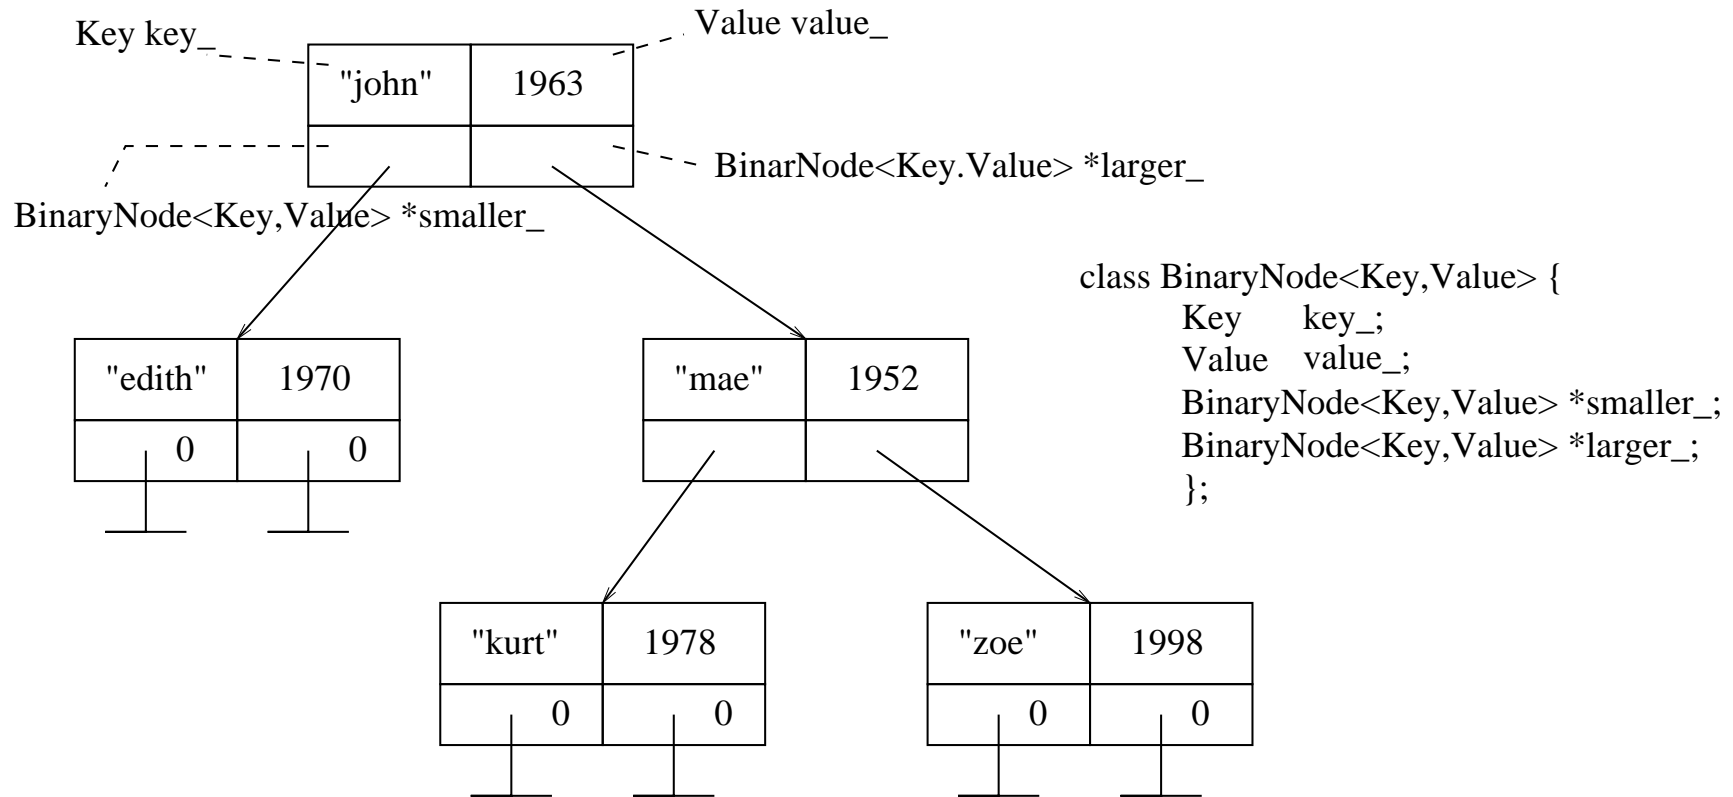 Key key_
Value value_
"john" 1963
BinarNode<Key.Value> *larger_
BinaryNode<Key,Value> *smaller_
class BinaryNode<Key,Value> {
Key key_;
Value value_;
BinaryNode<Key,Value> *smaller_;
BinaryNode<Key,Value> *larger_;
};
"edith" 1970
0 0
"mae" 1952
"kurt" 1978
0 0
"zoe" 1998
0 0